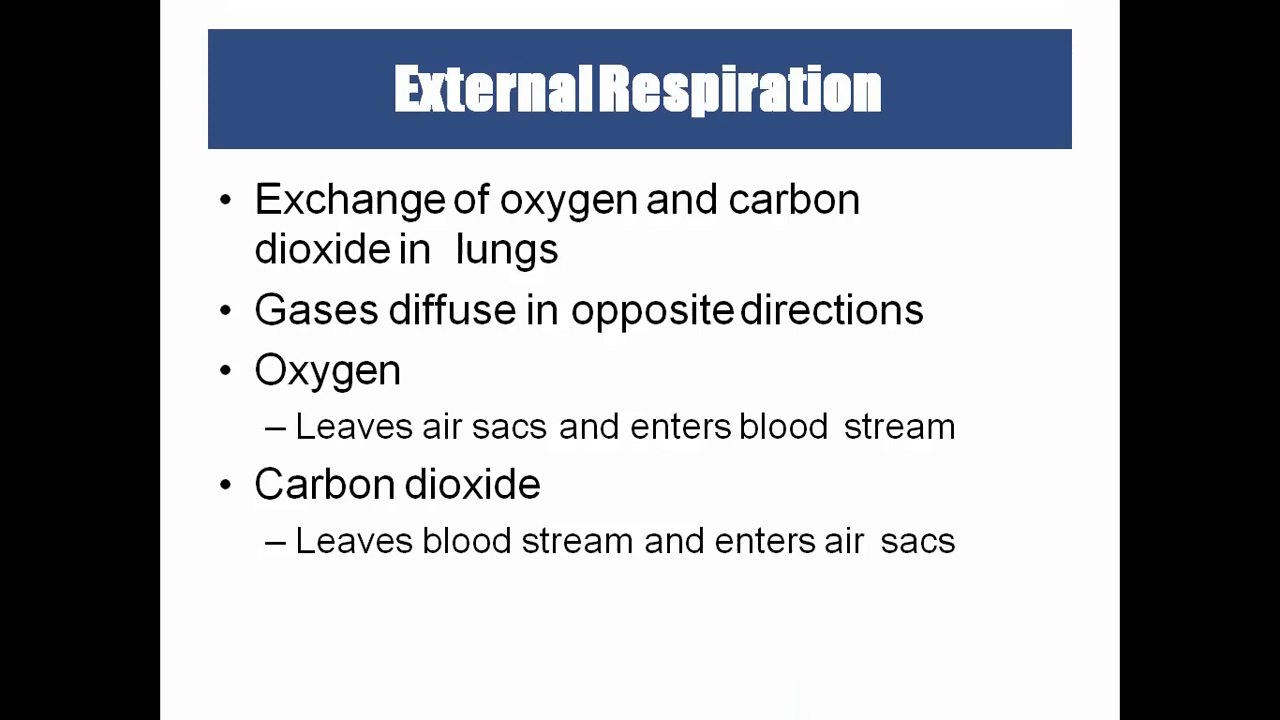 External Respiration
• Exchange of oxygen and carbon
dioxide in lungs
• Gases diffuse in opposite directions
• Oxygen
– Leaves air sacs and enters blood stream
• Carbon dioxide
– Leaves blood stream and enters air sacs